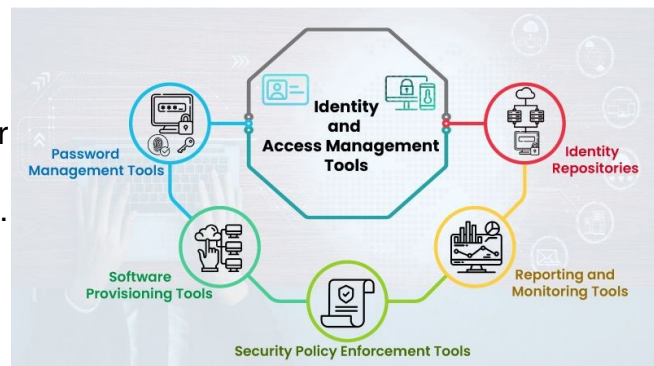 Identity
and
Access Management
Tools
r
.
Password
Management Tools
Identity
Repositories
Software
Provisioning Tools
Reporting and
Monitoring Tools
Security Policy Enforcement Tools